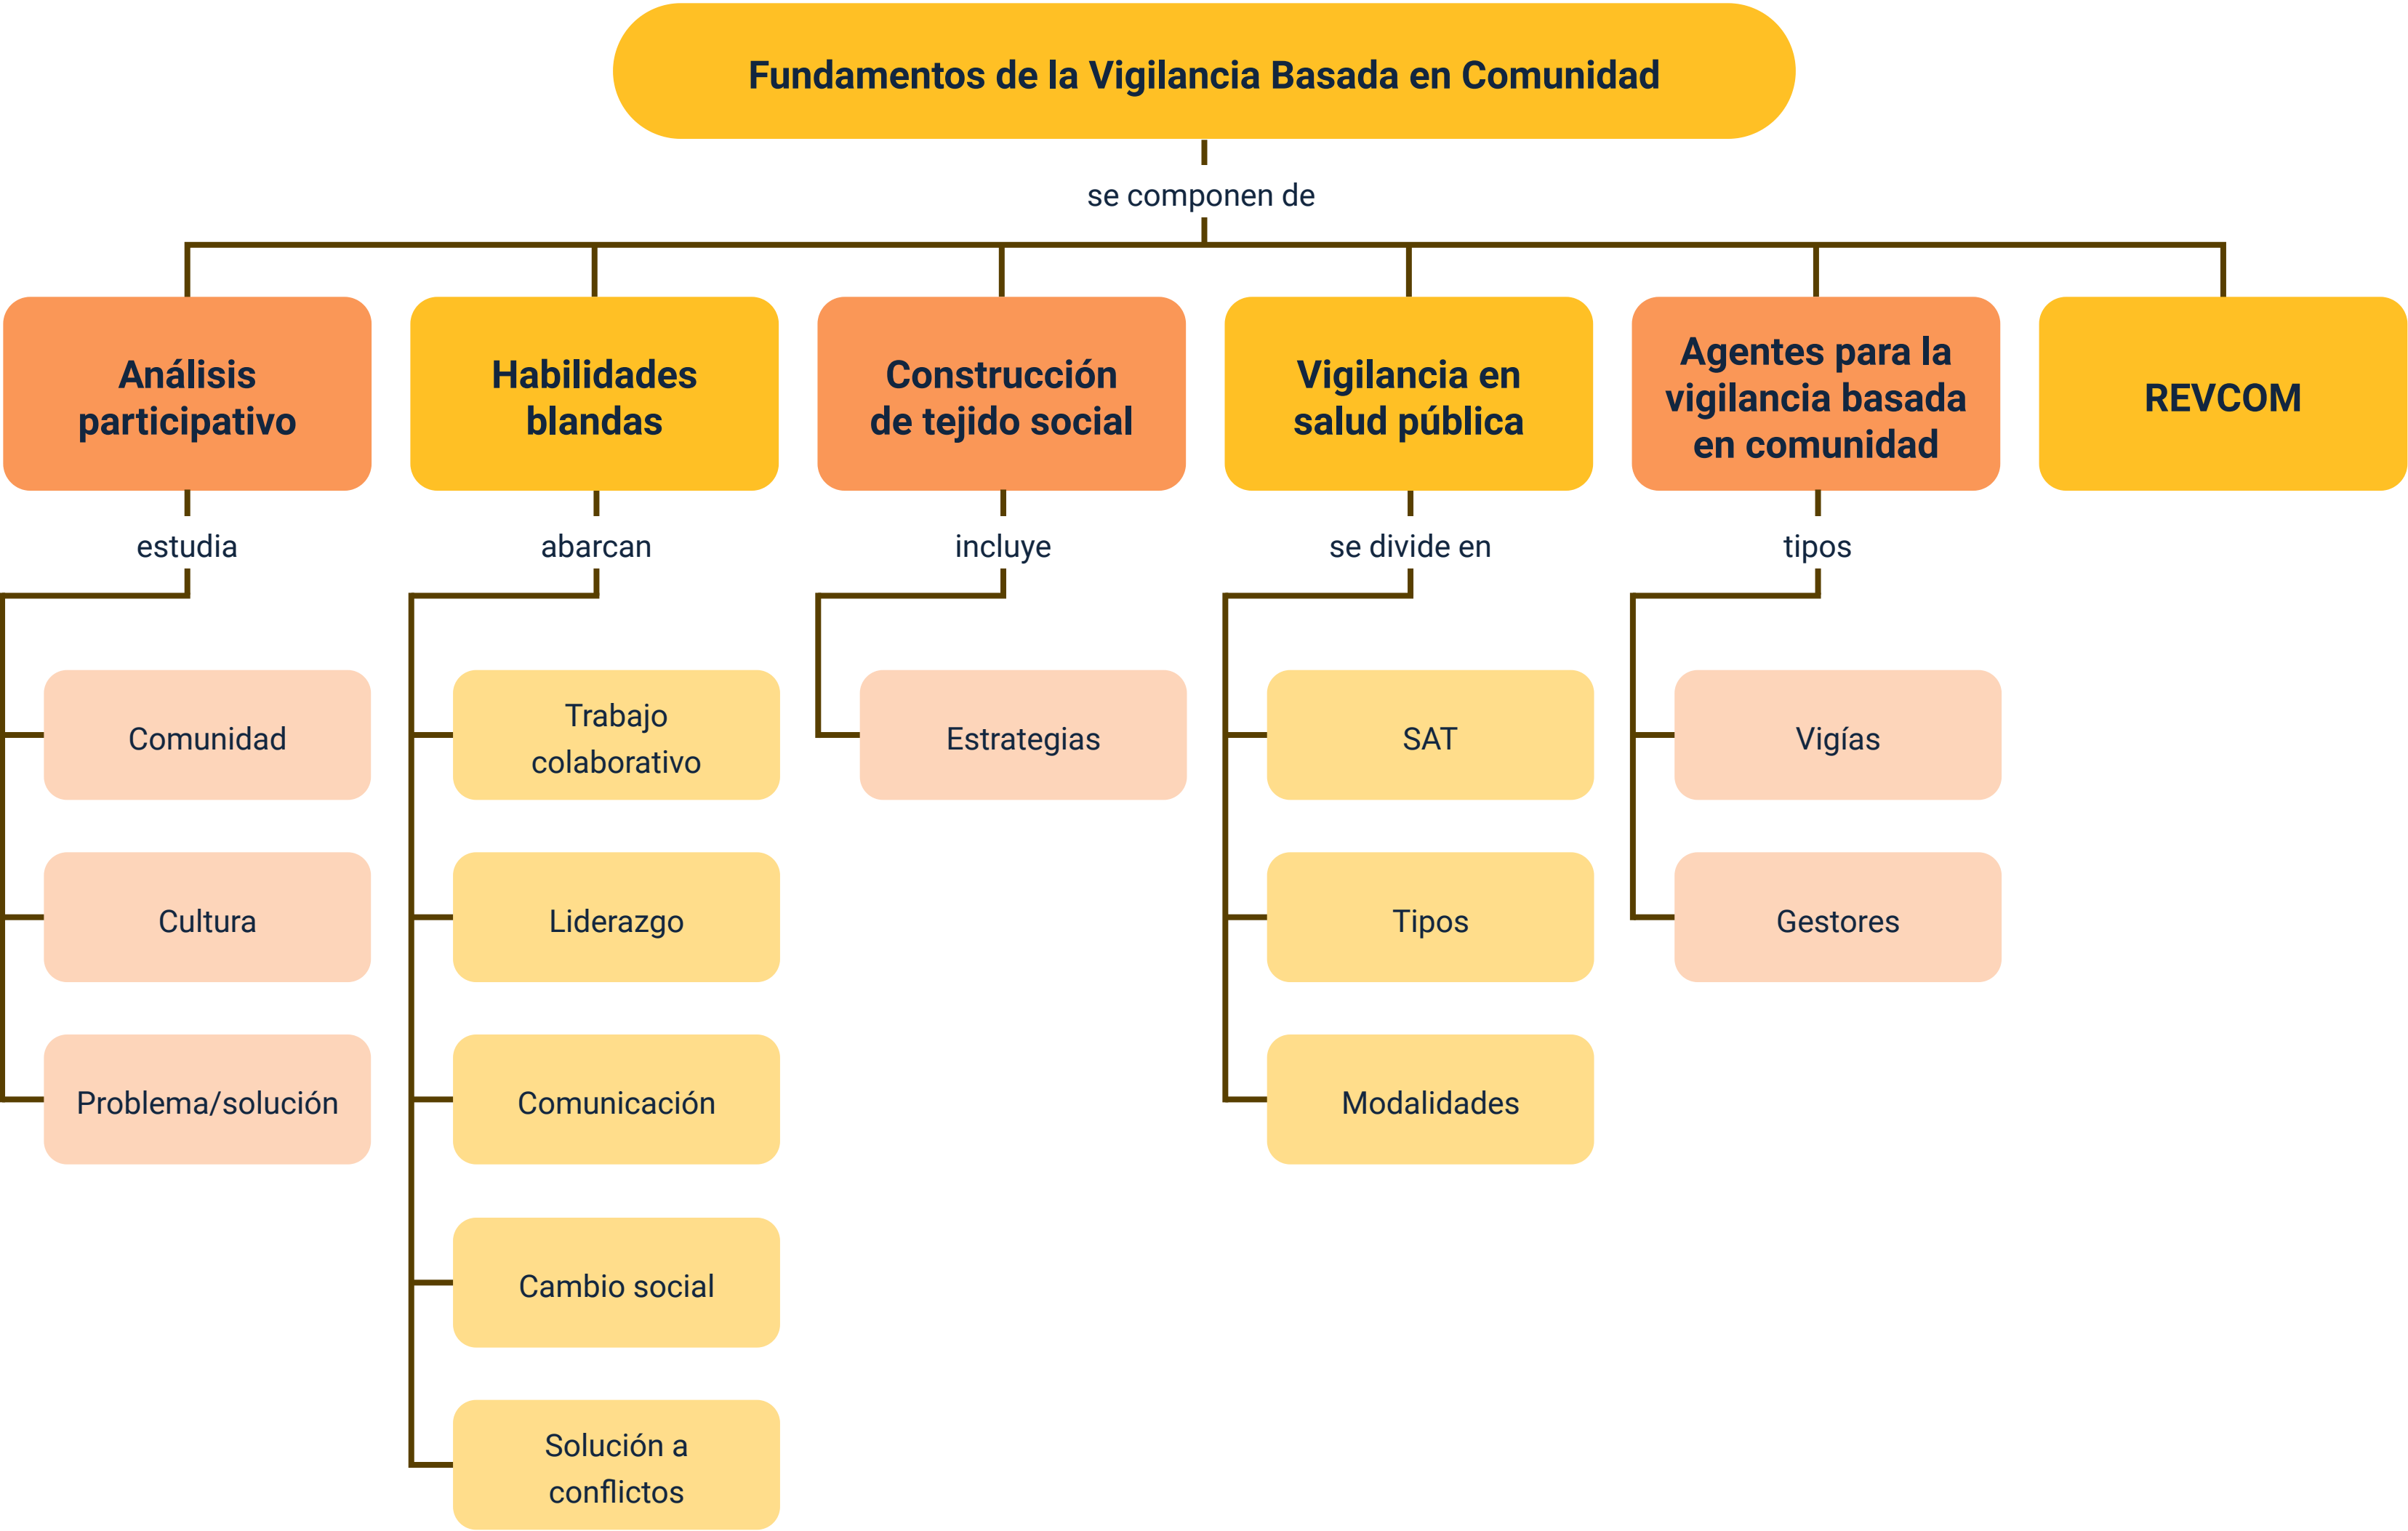 Fundamentos de la Vigilancia Basada en Comunidad
se componen de
Análisis
participativo
Habilidades
blandas
Construcción
de tejido social
Vigilancia en
salud pública
Agentes para la
vigilancia basada
en comunidad
REVCOM
estudia
abarcan
incluye
se divide en
tipos
Comunidad
Cultura
Problema/solución
Trabajo
colaborativo
Liderazgo
Comunicación
Cambio social
Solución a
conflictos
Estrategias
SAT
Tipos
Modalidades
Vigías
Gestores